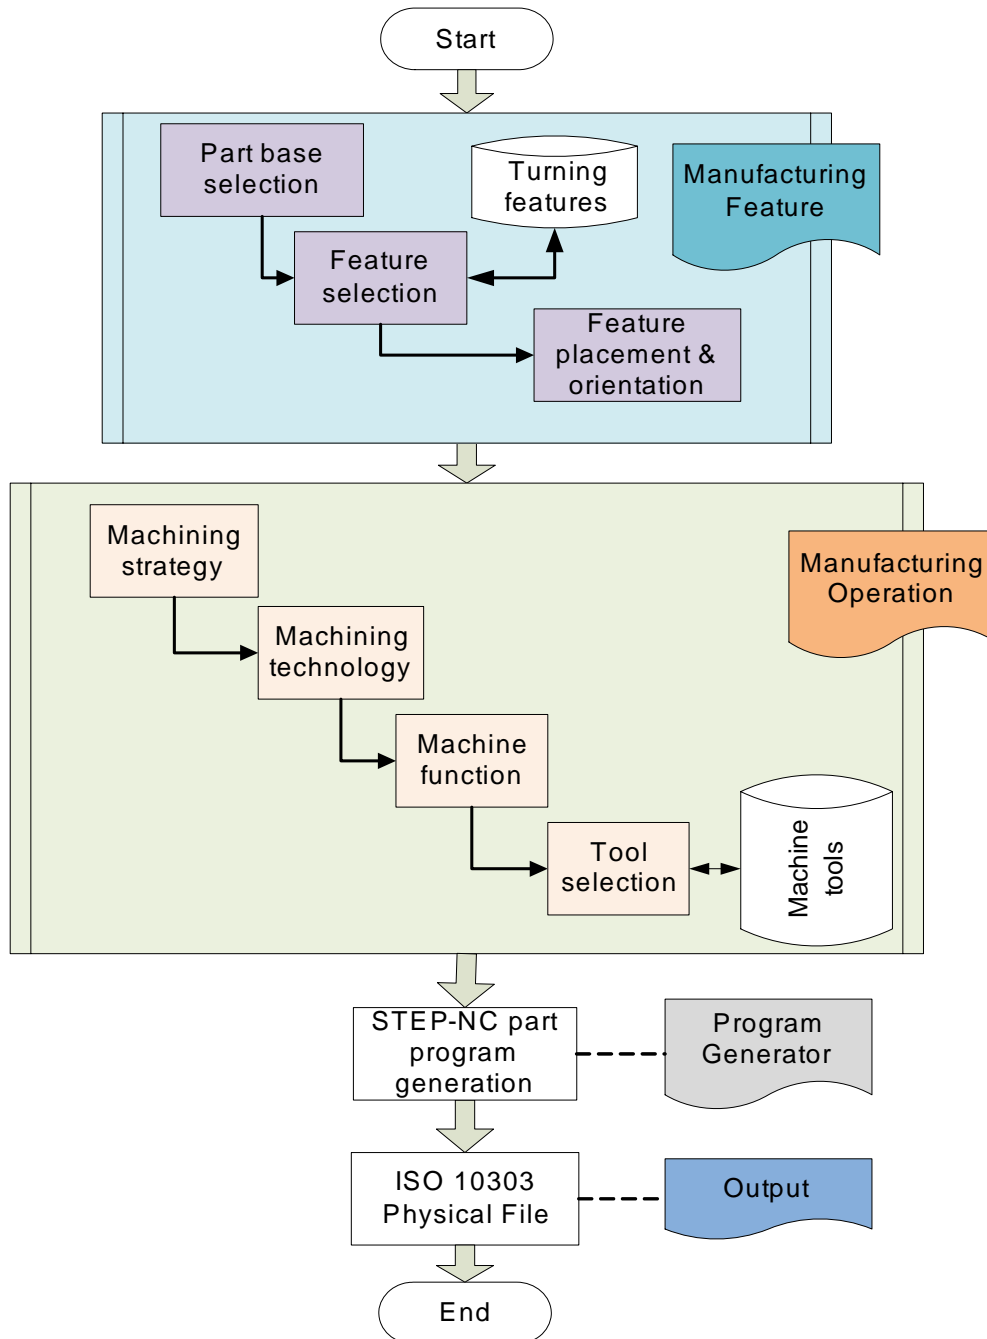 Start
Part base
selection
Turning
features
Manufacturing
Feature
Feature
selection
Feature
placement &
orientation
Machining
strategy
Manufacturing
Operation
Machining
technology
Machine
function
Tool
selection
Machine
tools
STEP-NC part
program
generation
Program
Generator
ISO 10303
Physical File
Output
End